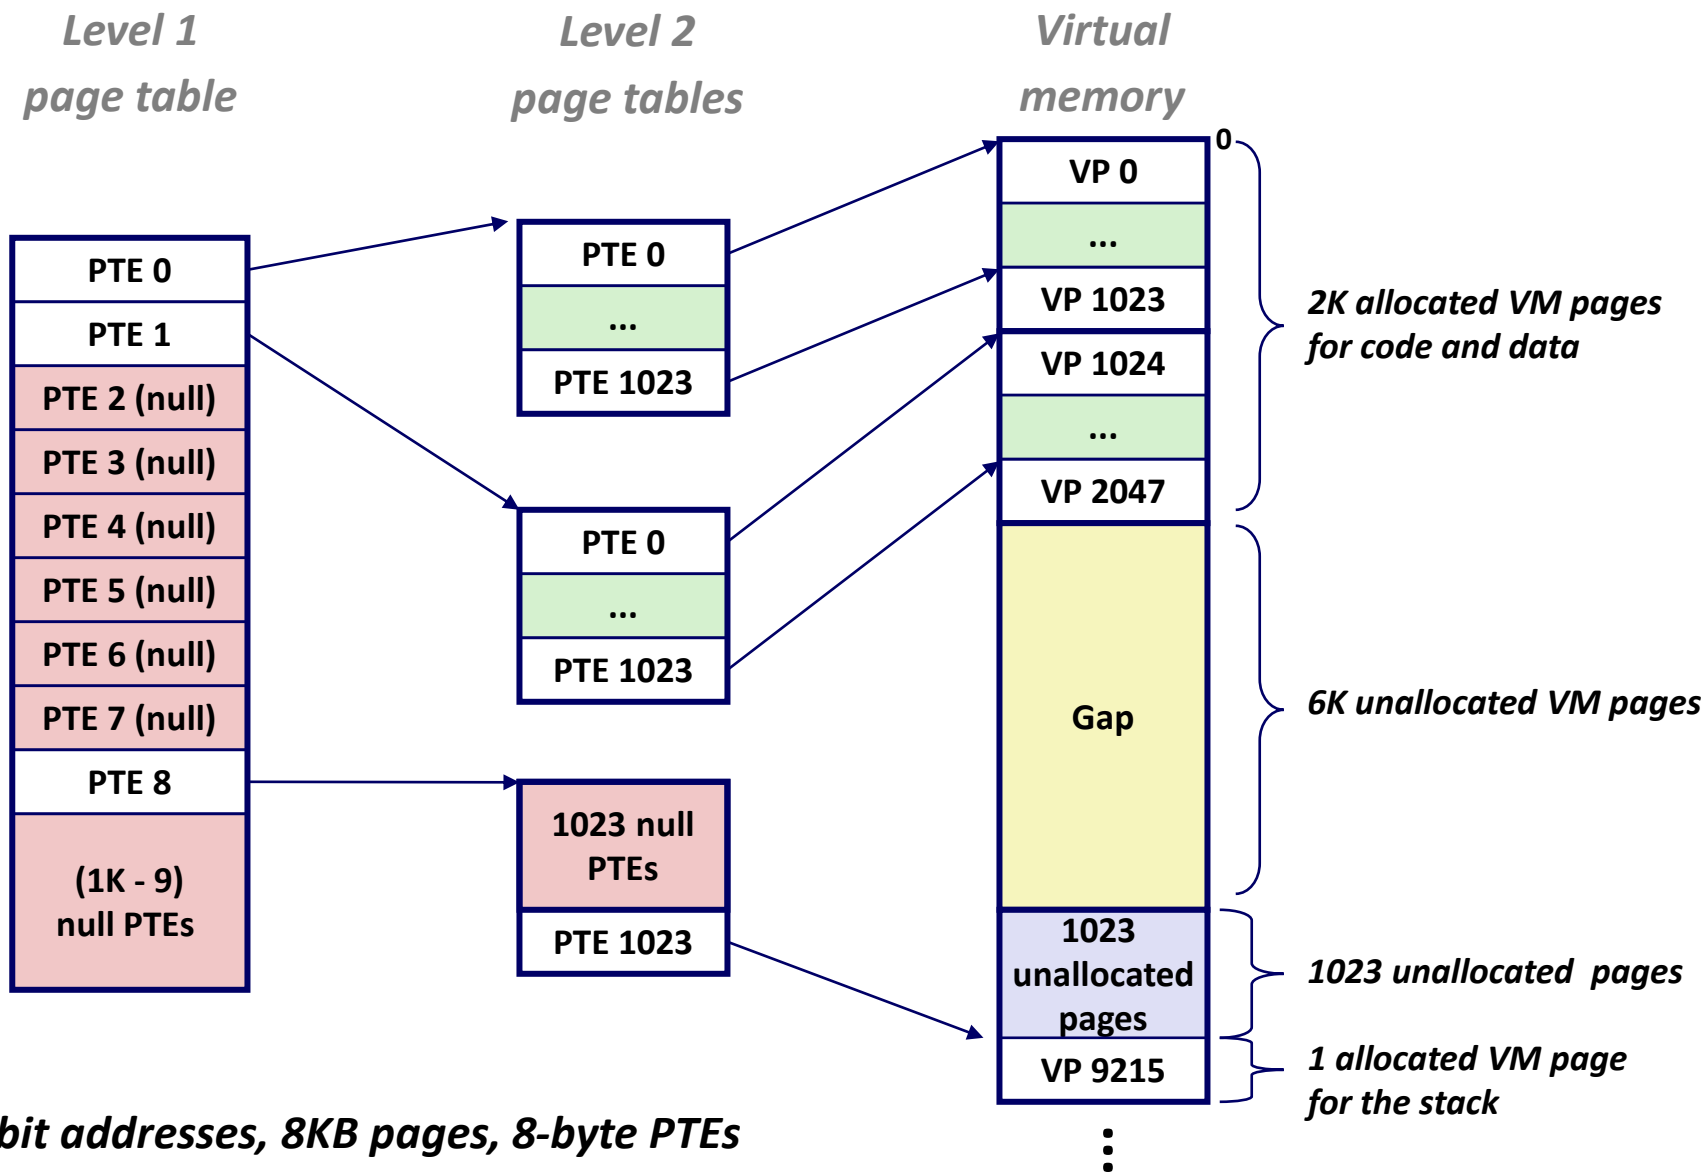 Level 1
page table
Level 2
page tables
Virtual
memory
PTE 0
PTE 1
PTE 2 (null)
PTE 3 (null)
PTE 4 (null)
PTE 5 (null)
PTE 6 (null)
PTE 7 (null)
PTE 8
(1K - 9)
null PTEs
PTE 0
...
PTE 1023
PTE 0
...
PTE 1023
1023 null
PTEs
PTE 1023
0
VP 0
...
VP 1023
VP 1024
...
VP 2047
Gap
1023
unallocated
pages
VP 9215
2K allocated VM pages
for code and data
6K unallocated VM pages
1023 unallocated  pages
1 allocated VM page
for the stack
bit addresses, 8KB pages, 8-byte PTEs